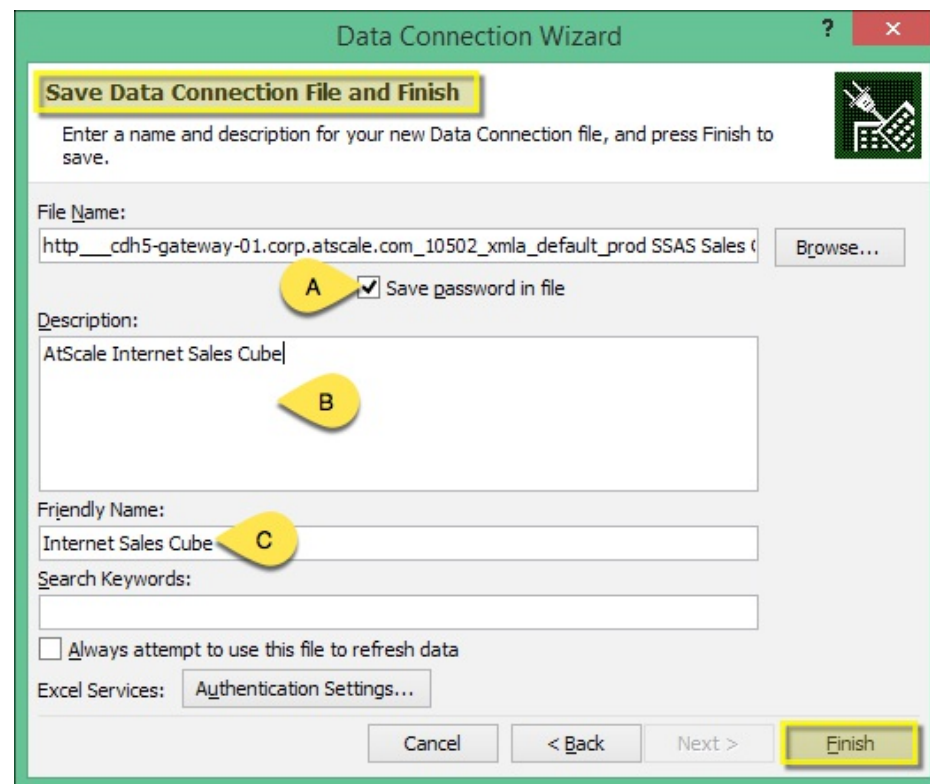 Data Connection Wizard
?
Save Data Connection File and Finish
Enter a name and description for your new Data Connection file, and press Finish to
save.
File Name:
http___cdh5-gateway-01.corp.atscale.com_10502_xmla_default_prod SSAS Sales
Browse...
A
Save password in file
Description:
AtScale Internet Sales Cube
B
Friendly Name:
Internet Sales Cube
C
Search Keywords:
Always attempt to use this file to refresh data
Excel Services:
Authentication Settings...
Cancel
< Back
Next >
Finish